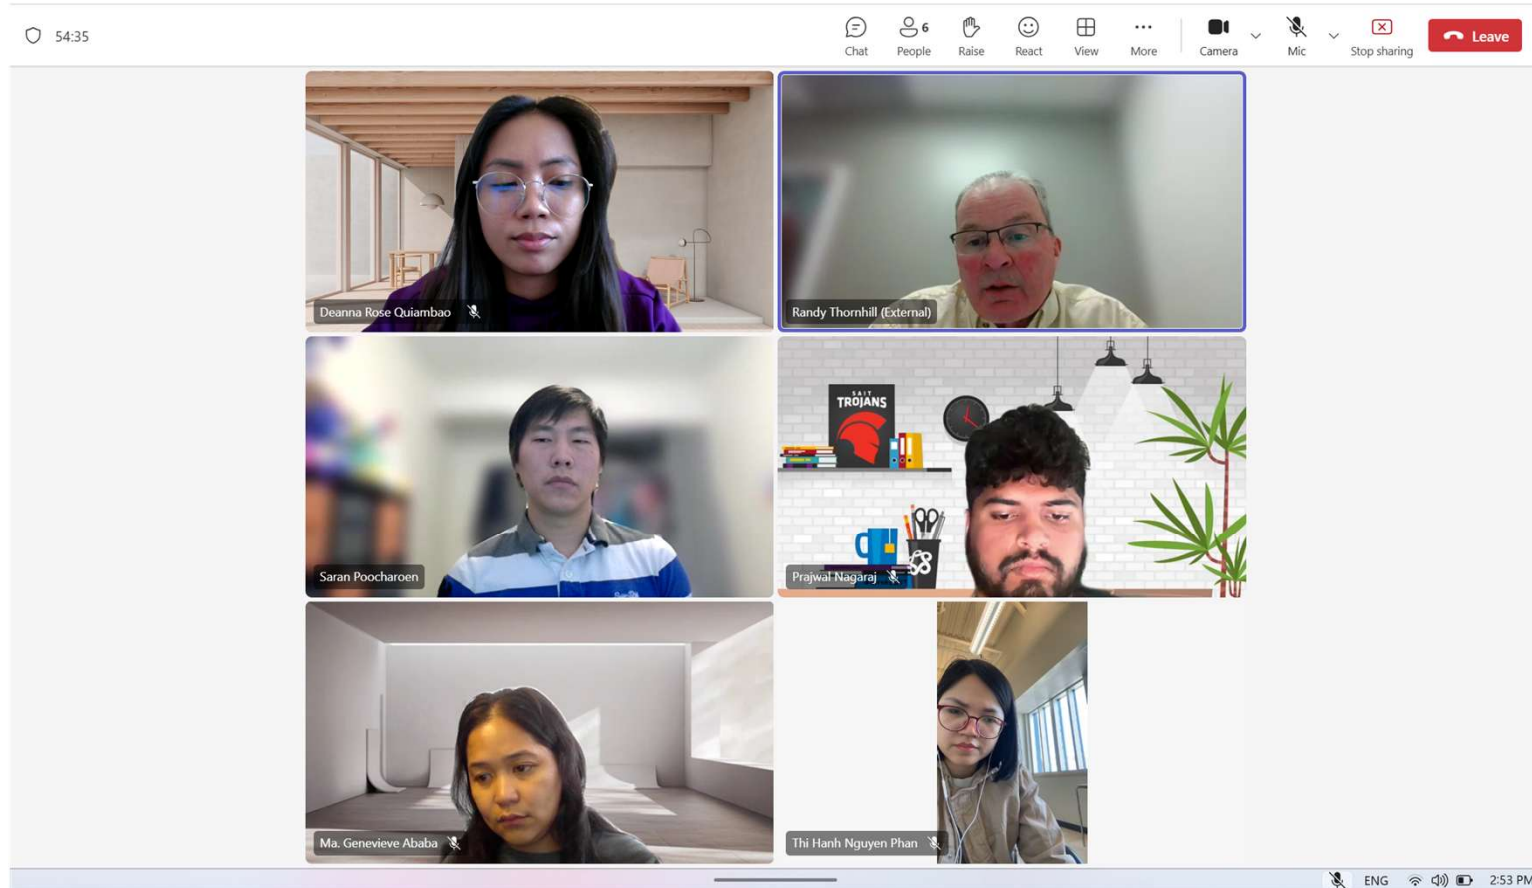 54:35
Chat
6
People
Raise
React
View
More
Camera
Mic
Stop sharing
Leave
Deanna Rose Quiambao
Randy Thornhill (External)
SAIT
TROJANS
Saran Poocharoen
Prajwal Nagaraj
Ma. Genevieve Ababa
Thi Hanh Nguyen Phan
ENG
2:53 PM